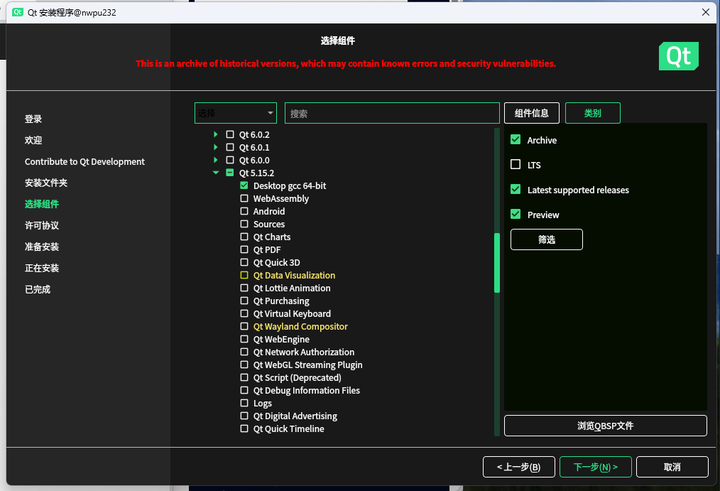 Qt 安装程序@nwpu232
选择组件
This is an archive of historical versions, which may contain known errors and security vulnerabilities.
Qt
登录
欢迎
Contribute to Qt Development
安装文件夹
选择组件
许可协议
准备安装
正在安装
已完成
选择
搜索
组件信息
类别
Qt 6.0.2
Qt 6.0.1
Qt 6.0.0
Qt 5.15.2
Desktop gcc 64-bit
WebAssembly
Android
Sources
Qt Charts
Qt PDF
Qt Quick 3D
Qt Data Visualization
Qt Lottie Animation
Qt Purchasing
Qt Virtual Keyboard
Qt Wayland Compositor
Qt WebEngine
Qt Network Authorization
Qt WebGL Streaming Plugin
Qt Script (Deprecated)
Qt Debug Information Files
Logs
Qt Digital Advertising
Qt Quick Timeline
Archive
LTS
Latest supported releases
Preview
筛选
浏览QBSP文件
< 上一步(B)
下一步(N) >
取消